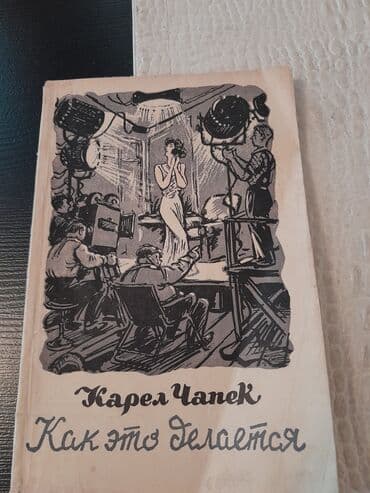 Карел Чапек
Как это делается